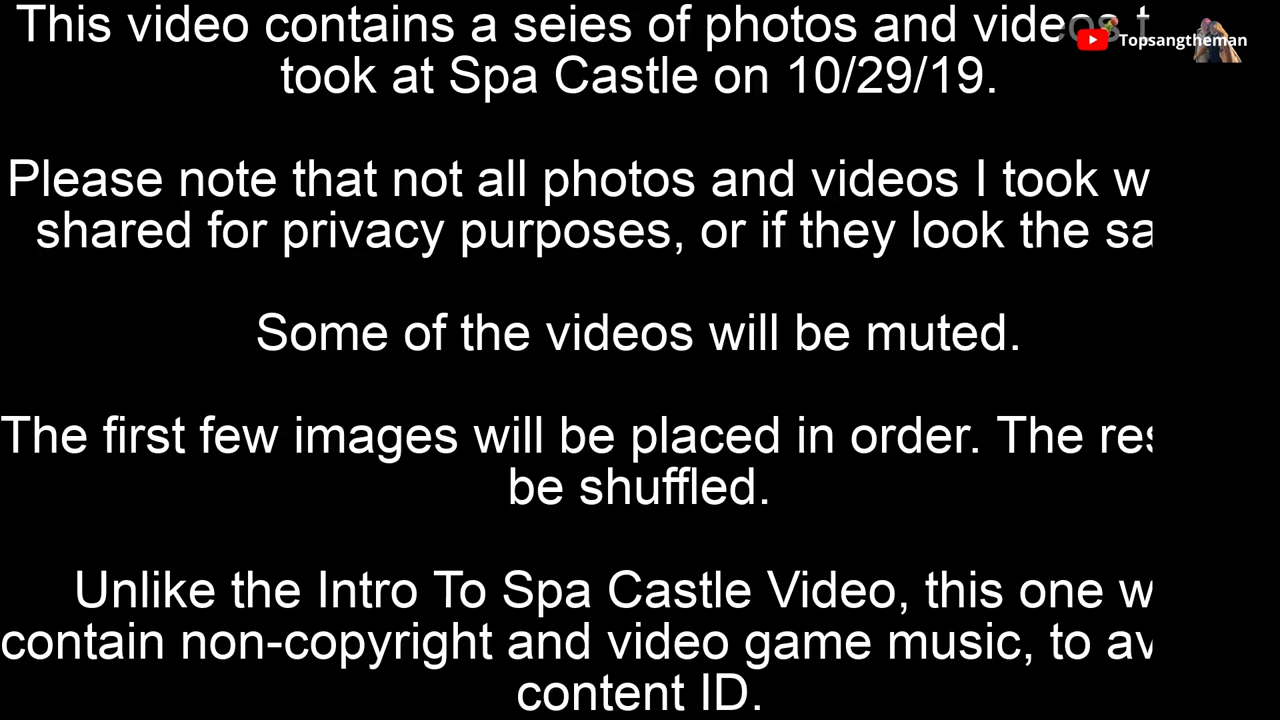 This video contains a seies of photos and videos t
took at Spa Castle on 10/29/19.
Topsangtheman
Please note that not all photos and videos I took w
shared for privacy purposes, or if they look the sa
Some of the videos will be muted.
The first few images will be placed in order. The res
be shuffled.
Unlike the Intro To Spa Castle Video, this one w
contain non-copyright and video game music, to av
content ID.